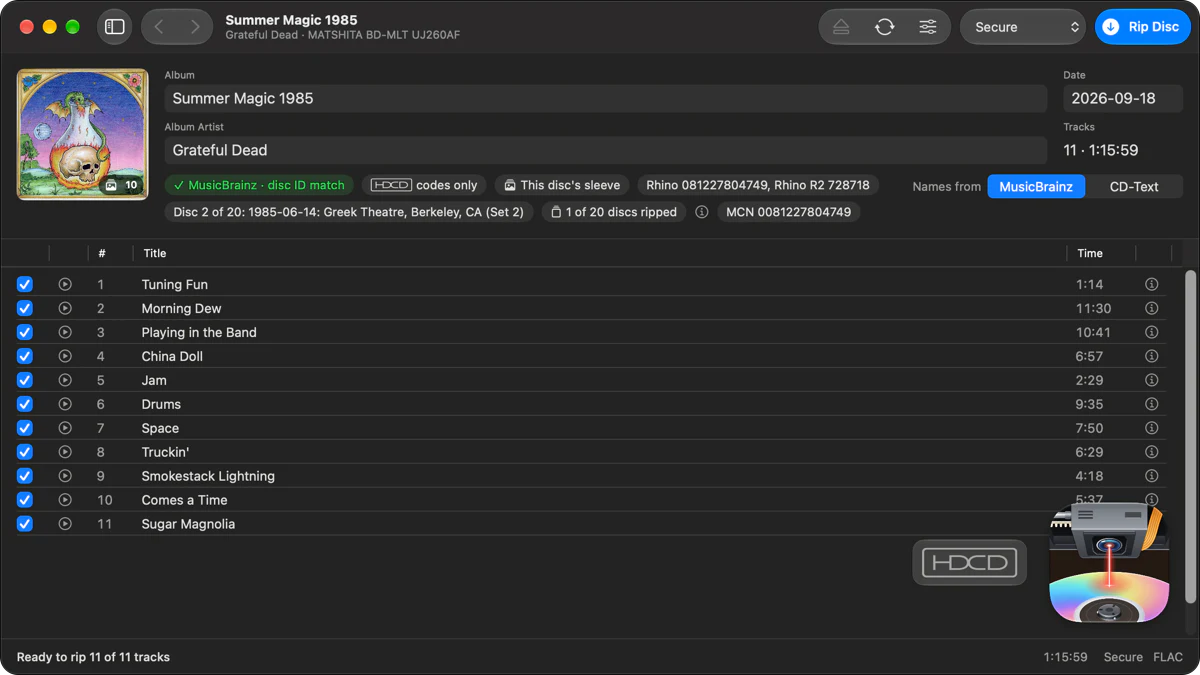 Summer Magic 1985
Grateful Dead · MATSHITA BD-MLT UJ260AF
Secure
Rip Disc
Album
Summer Magic 1985
Date
2026-09-18
Album Artist
Grateful Dead
Tracks
11 · 1:15:59
10
✓ MusicBrainz · disc ID match
HDCD codes only
This disc's sleeve
Rhino 081227804749, Rhino R2 728718
Names from
MusicBrainz
CD-Text
Disc 2 of 20: 1985-06-14: Greek Theatre, Berkeley, CA (Set 2)
1 of 20 discs ripped
MCN 0081227804749
# Title Time
1 Tuning Fun 1:14
2 Morning Dew 11:30
3 Playing in the Band 10:41
4 China Doll 6:57
5 Jam 2:29
6 Drums 9:35
7 Space 7:50
8 Truckin' 6:29
9 Smokestack Lightning 4:18
10 Comes a Time 5:37
11 Sugar Magnolia
HDCD
Ready to rip 11 of 11 tracks
1:15:59 Secure FLAC